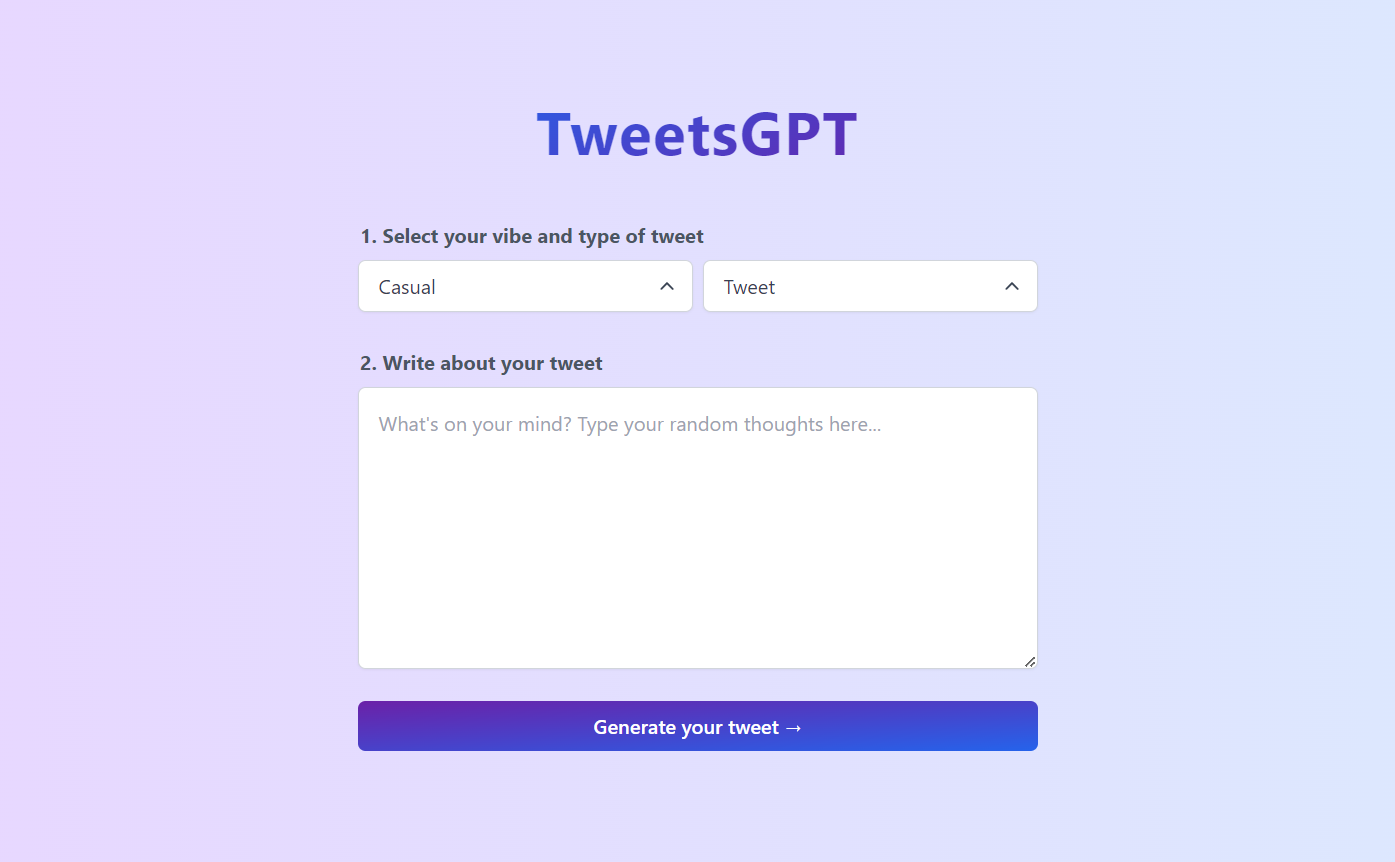 TweetsGPT
1. Select your vibe and type of tweet
Casual
Tweet
2. Write about your tweet
What's on your mind? Type your random thoughts here...
Generate your tweet →